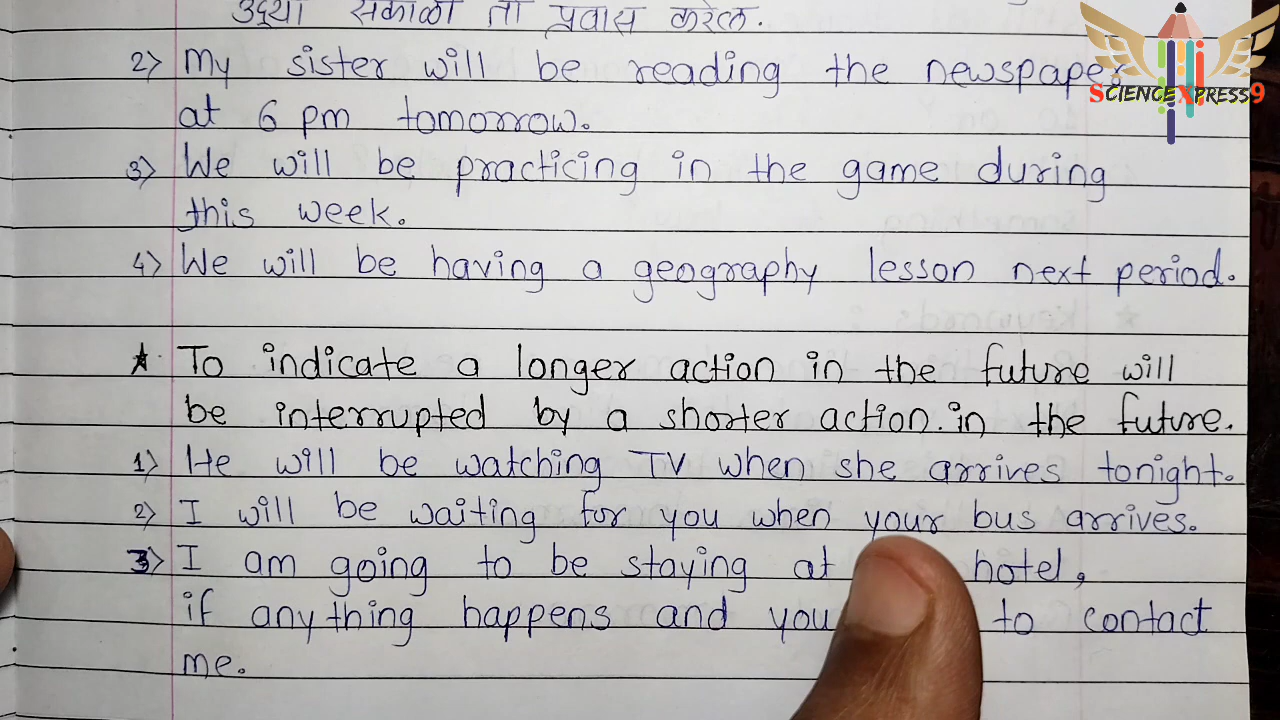 उद्या सकाळी तो प्रवास करेल.
2) My sister will be reading the newspaper
at 6 pm tomorrow.
3) We will be practicing in the game during
this week.
4) We will be having a geography lesson next period.
★ To indicate a longer action in the future will
be interrupted by a shorter action.in the future.
1) He will be watching TV when she arrives tonight.
2) I will be waiting for you when your bus arrives.
3) I am going to be staying at hotel,
if anything happens and you to contact
me.
SCIENCEXPRESS9